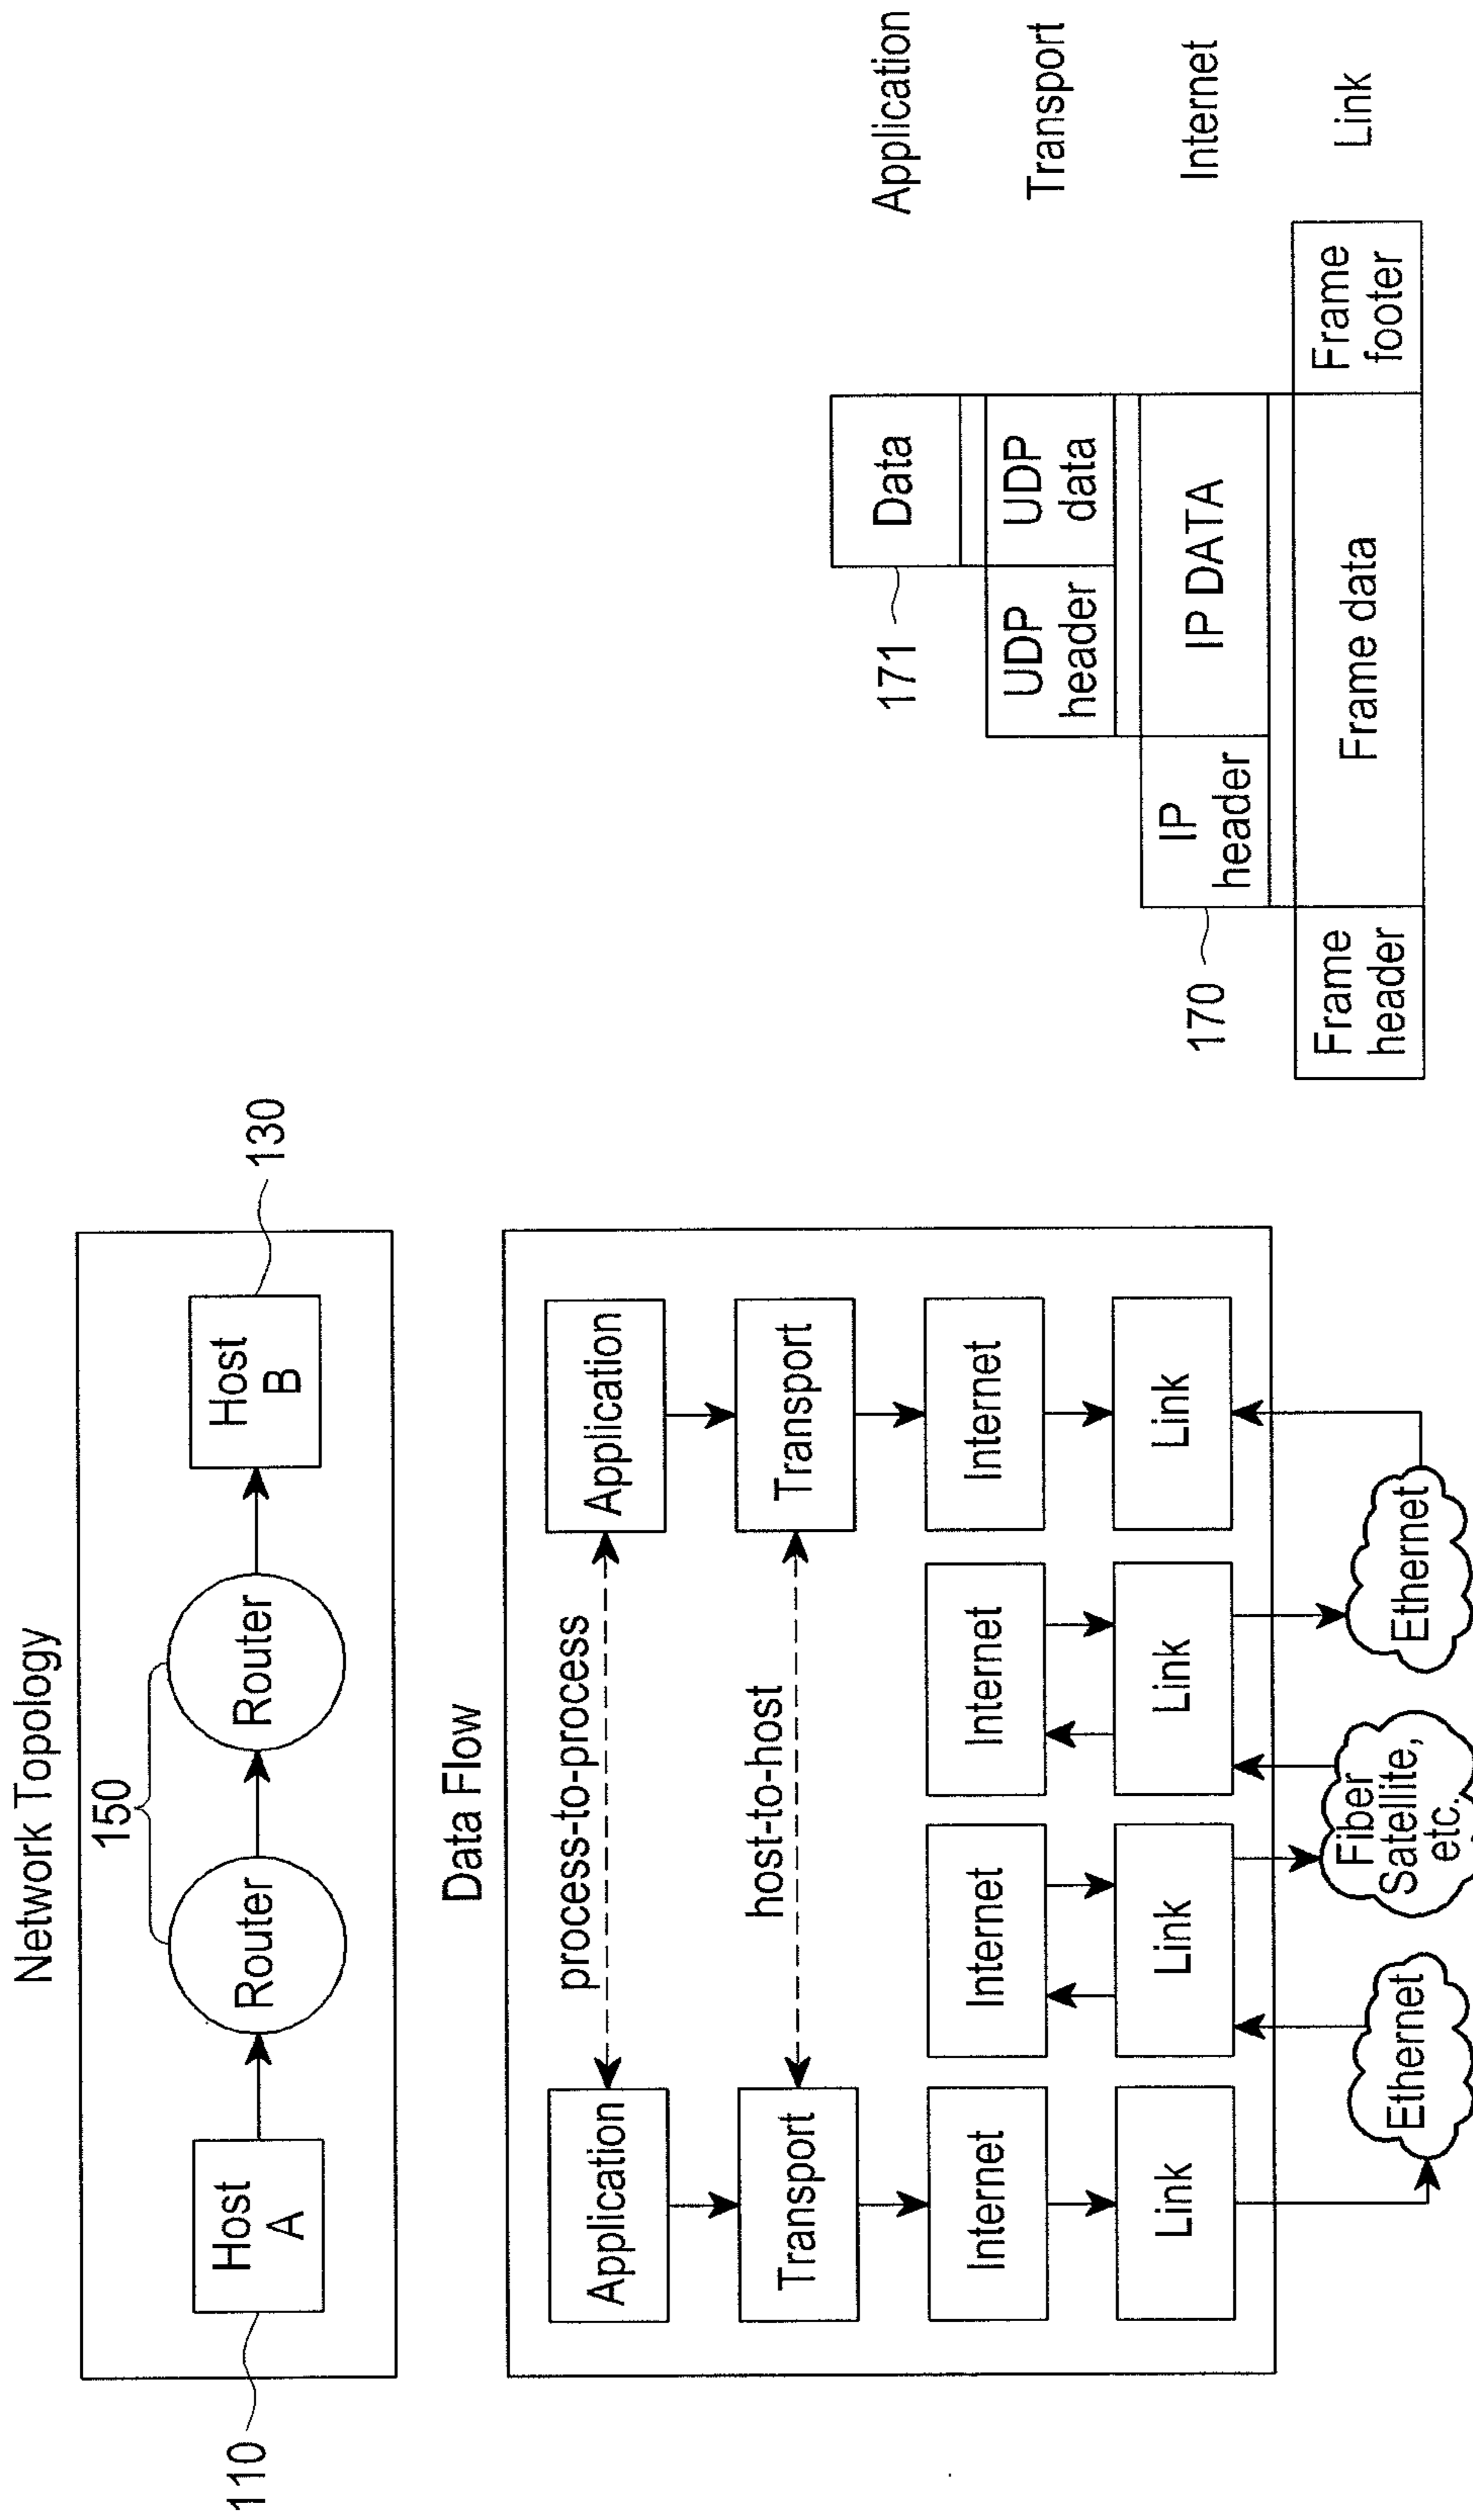 Network Topology
150
110
Host
A
Router
Router
Host
B
130
Data Flow
Application
process-to-process
Application
Transport
host-to-host
Transport
Internet
Internet
Internet
Internet
Link
Link
Link
Link
Ethernet
Fiber
Satellite,
etc.
Ethernet
171
Data
Application
UDP
header
UDP
data
Transport
170
IP
header
IP DATA
Internet
Frame
header
Frame data
Frame
footer
Link